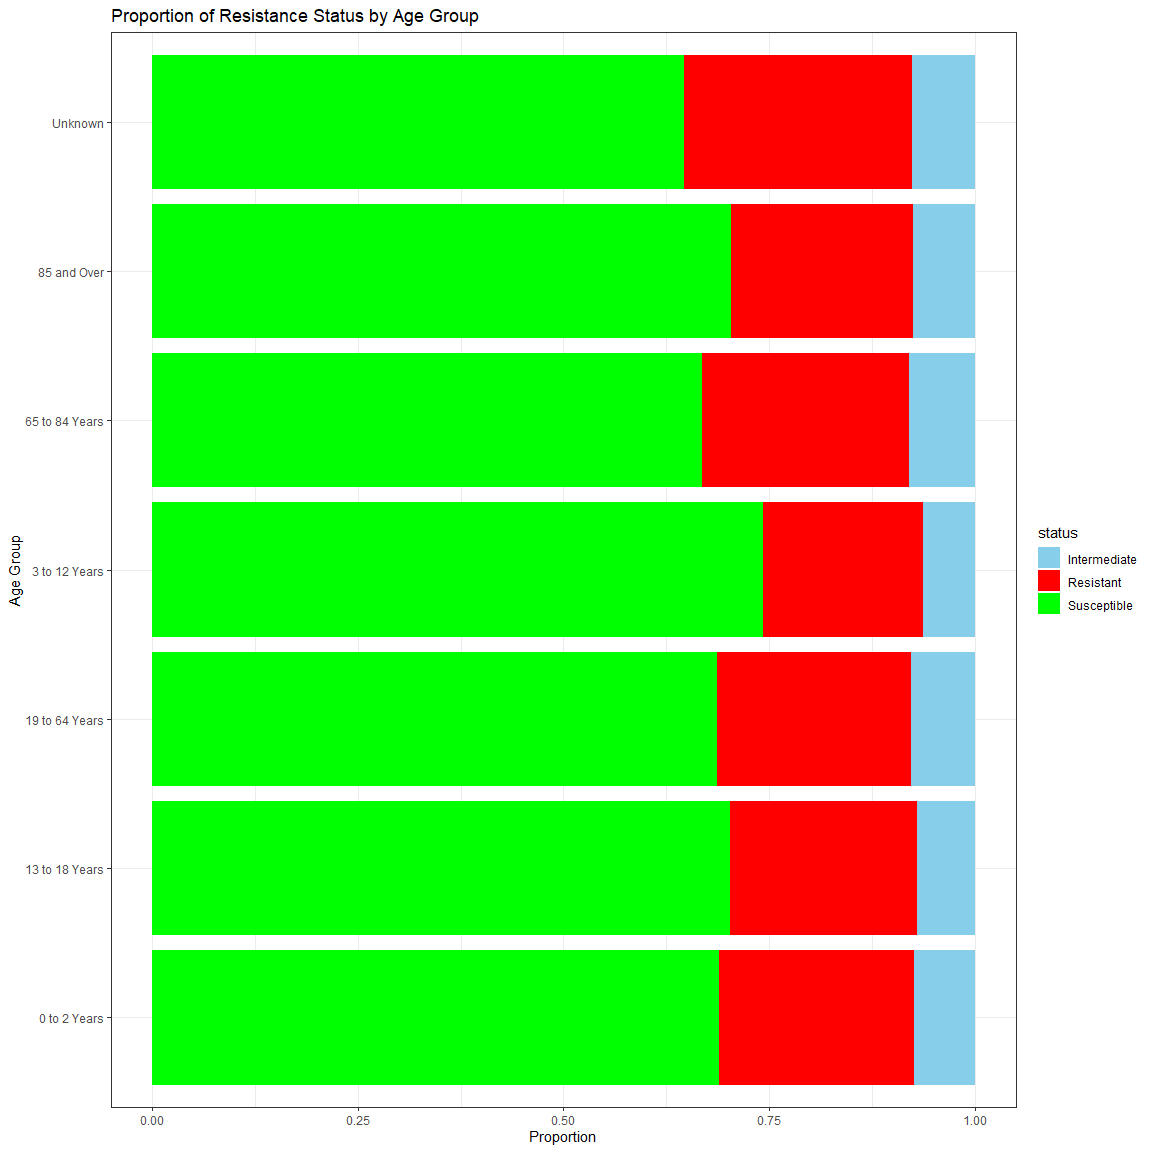 Proportion of Resistance Status by Age Group
Age Group
Unknown
85 and Over
65 to 84 Years
3 to 12 Years
19 to 64 Years
13 to 18 Years
0 to 2 Years
0.00 0.25 0.50 0.75 1.00
Proportion
status
Intermediate
Resistant
Susceptible